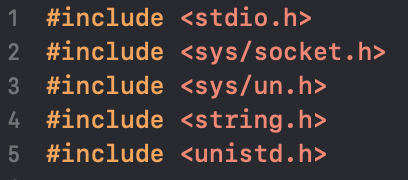 1 #include <stdio.h>
2 #include <sys/socket.h>
3 #include <sys/un.h>
4 #include <string.h>
5 #include <unistd.h>